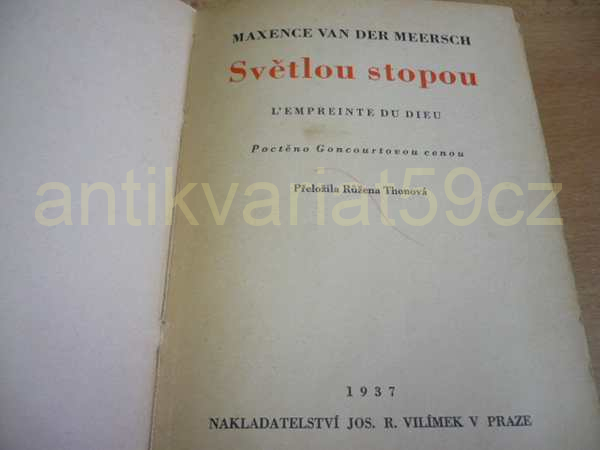 MAXENCE VAN DER MEERSCH
Světlou stopou
L'EMPREINTE DU DIEU
Poctěno Goncourtovou cenou
Přeložila Růžena Thonová
antikvariat59cz
1937
NAKLADATELSTVÍ JOS. R. VILÍMEK V PRAZE